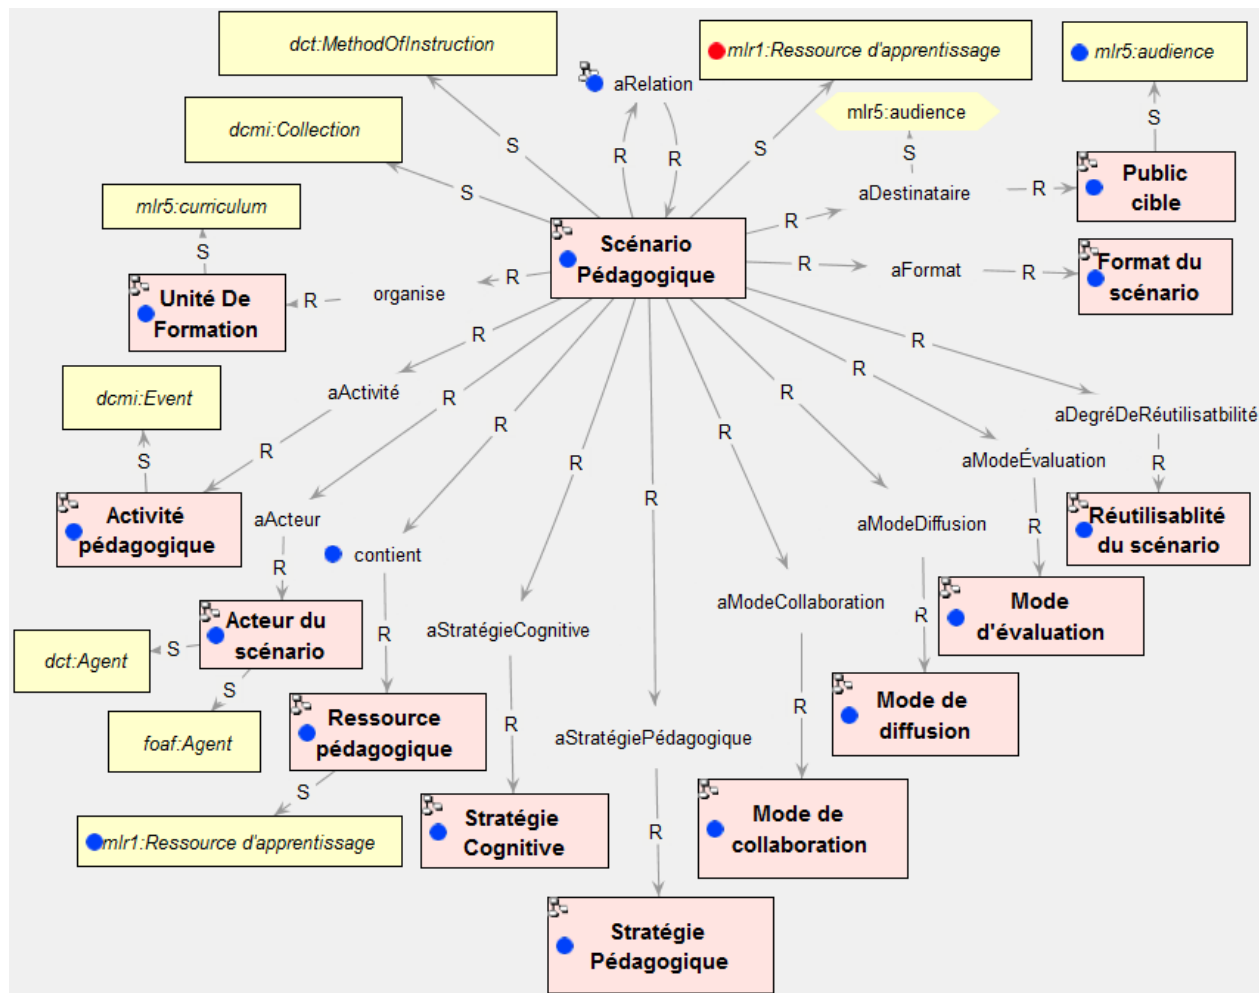 dct:MethodOfInstruction
mlr1:Ressource d'apprentissage
mlr5:audience
aRelation
mlr5:audience
dcmi:Collection
S
S
R
R
S
S
S
S
Public
cible
aDestinataire
R
R
mlr5:curriculum
S
Scénario
Pédagogique
Format du
scénario
aFormat
R
R
Unité De
Formation
R
organise
R
R
R
R
R
R
R
R
R
R
aActivité
dcmi:Event
R
S
aDegréDeRéutilisatbilité
aModeÉvaluation
R
Activité
pédagogique
aActeur
contient
R
R
aModeDiffusion
R
Réutilisablité
du scénario
R
R
R
Acteur du
scénario
aStratégieCognitive
aModeCollaboration
Mode
d'évaluation
dct:Agent
S
S
foaf:Agent
Ressource
pédagogique
R
aStratégiePédagogique
R
Mode de
diffusion
S
mlr1:Ressource d'apprentissage
Stratégie
Cognitive
R
Mode de
collaboration
Stratégie
Pédagogique